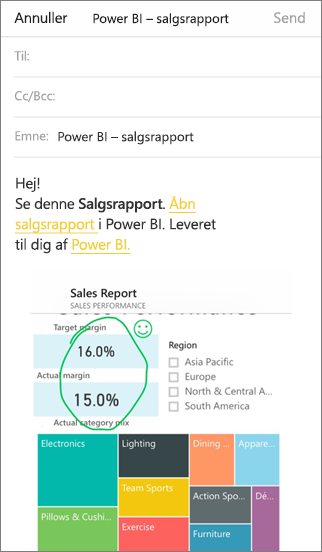 Annuller Power BI – salgsrapport Send
Til:
Cc/Bcc:
Emne: Power BI – salgsrapport
Hej!
Se denne Salgsrapport. Åbn
salgsrapport i Power BI. Leveret
til dig af Power BI.
Sales Report
SALES PERFORMANCE
Sales Performance
Target margin
16.0%
Actual margin
15.0%
Actual category mix
Region
Asia Pacific
Europe
North & Central A...
South America
Electronics
Lighting
Dining ...
Appare...
Team Sports
Action Spo...
Dé...
Pillows & Cushi...
Exercise
Furniture